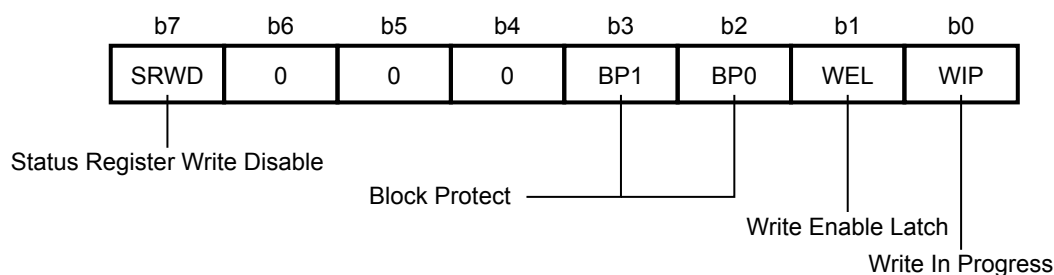 b7 b6 b5 b4 b3 b2 b1 b0
SRWD 0 0 0 BP1 BP0 WEL WIP
Status Register Write Disable
Block Protect
Write Enable Latch
Write In Progress